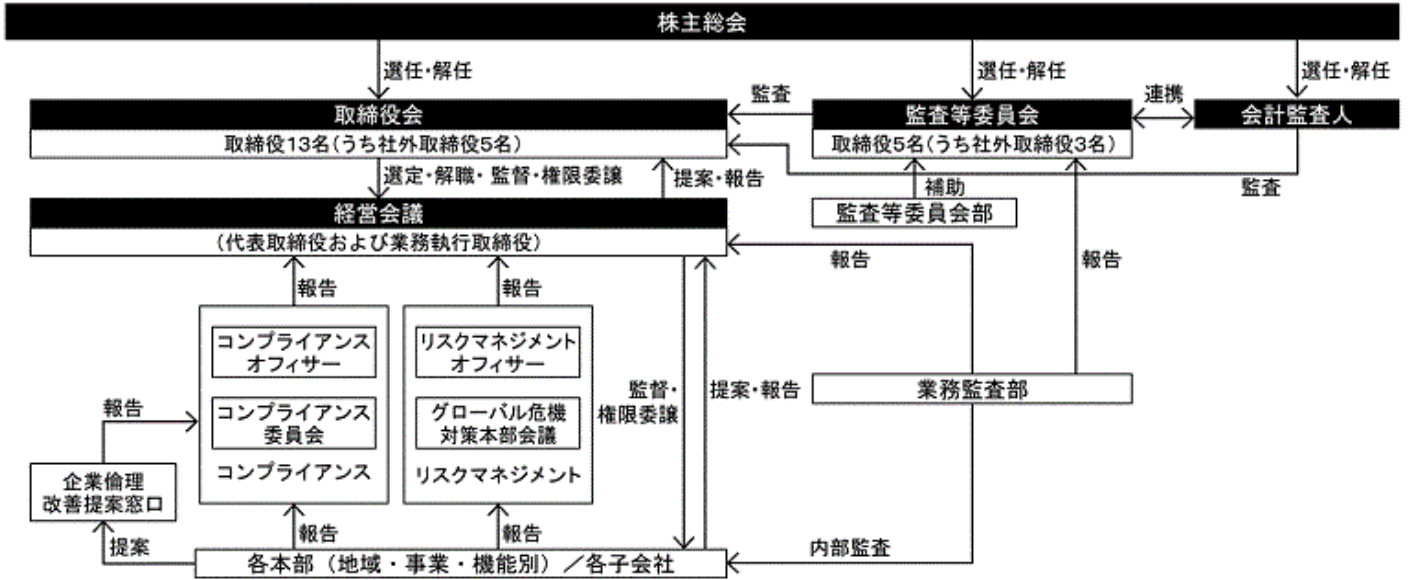 株主総会
選任・解任
選任・解任
選任・解任
取締役会
取締役13名(うち社外取締役5名)
監査
監査等委員会
取締役5名(うち社外取締役3名)
連携
会計監査人
監査
選定・解職・監督・権限委譲
提案・報告
補助
監査等委員会部
経営会議
(代表取締役および業務執行取締役)
報告
報告
報告
報告
コンプライアンス
オフィサー
コンプライアンス
委員会
コンプライアンス
リスクマネジメント
オフィサー
グローバル危機
対策本部会議
リスクマネジメント
監督・
権限委譲
提案・報告
業務監査部
報告
企業倫理
改善提案窓口
提案
報告
報告
内部監査
各本部（地域・事業・機能別）／各子会社